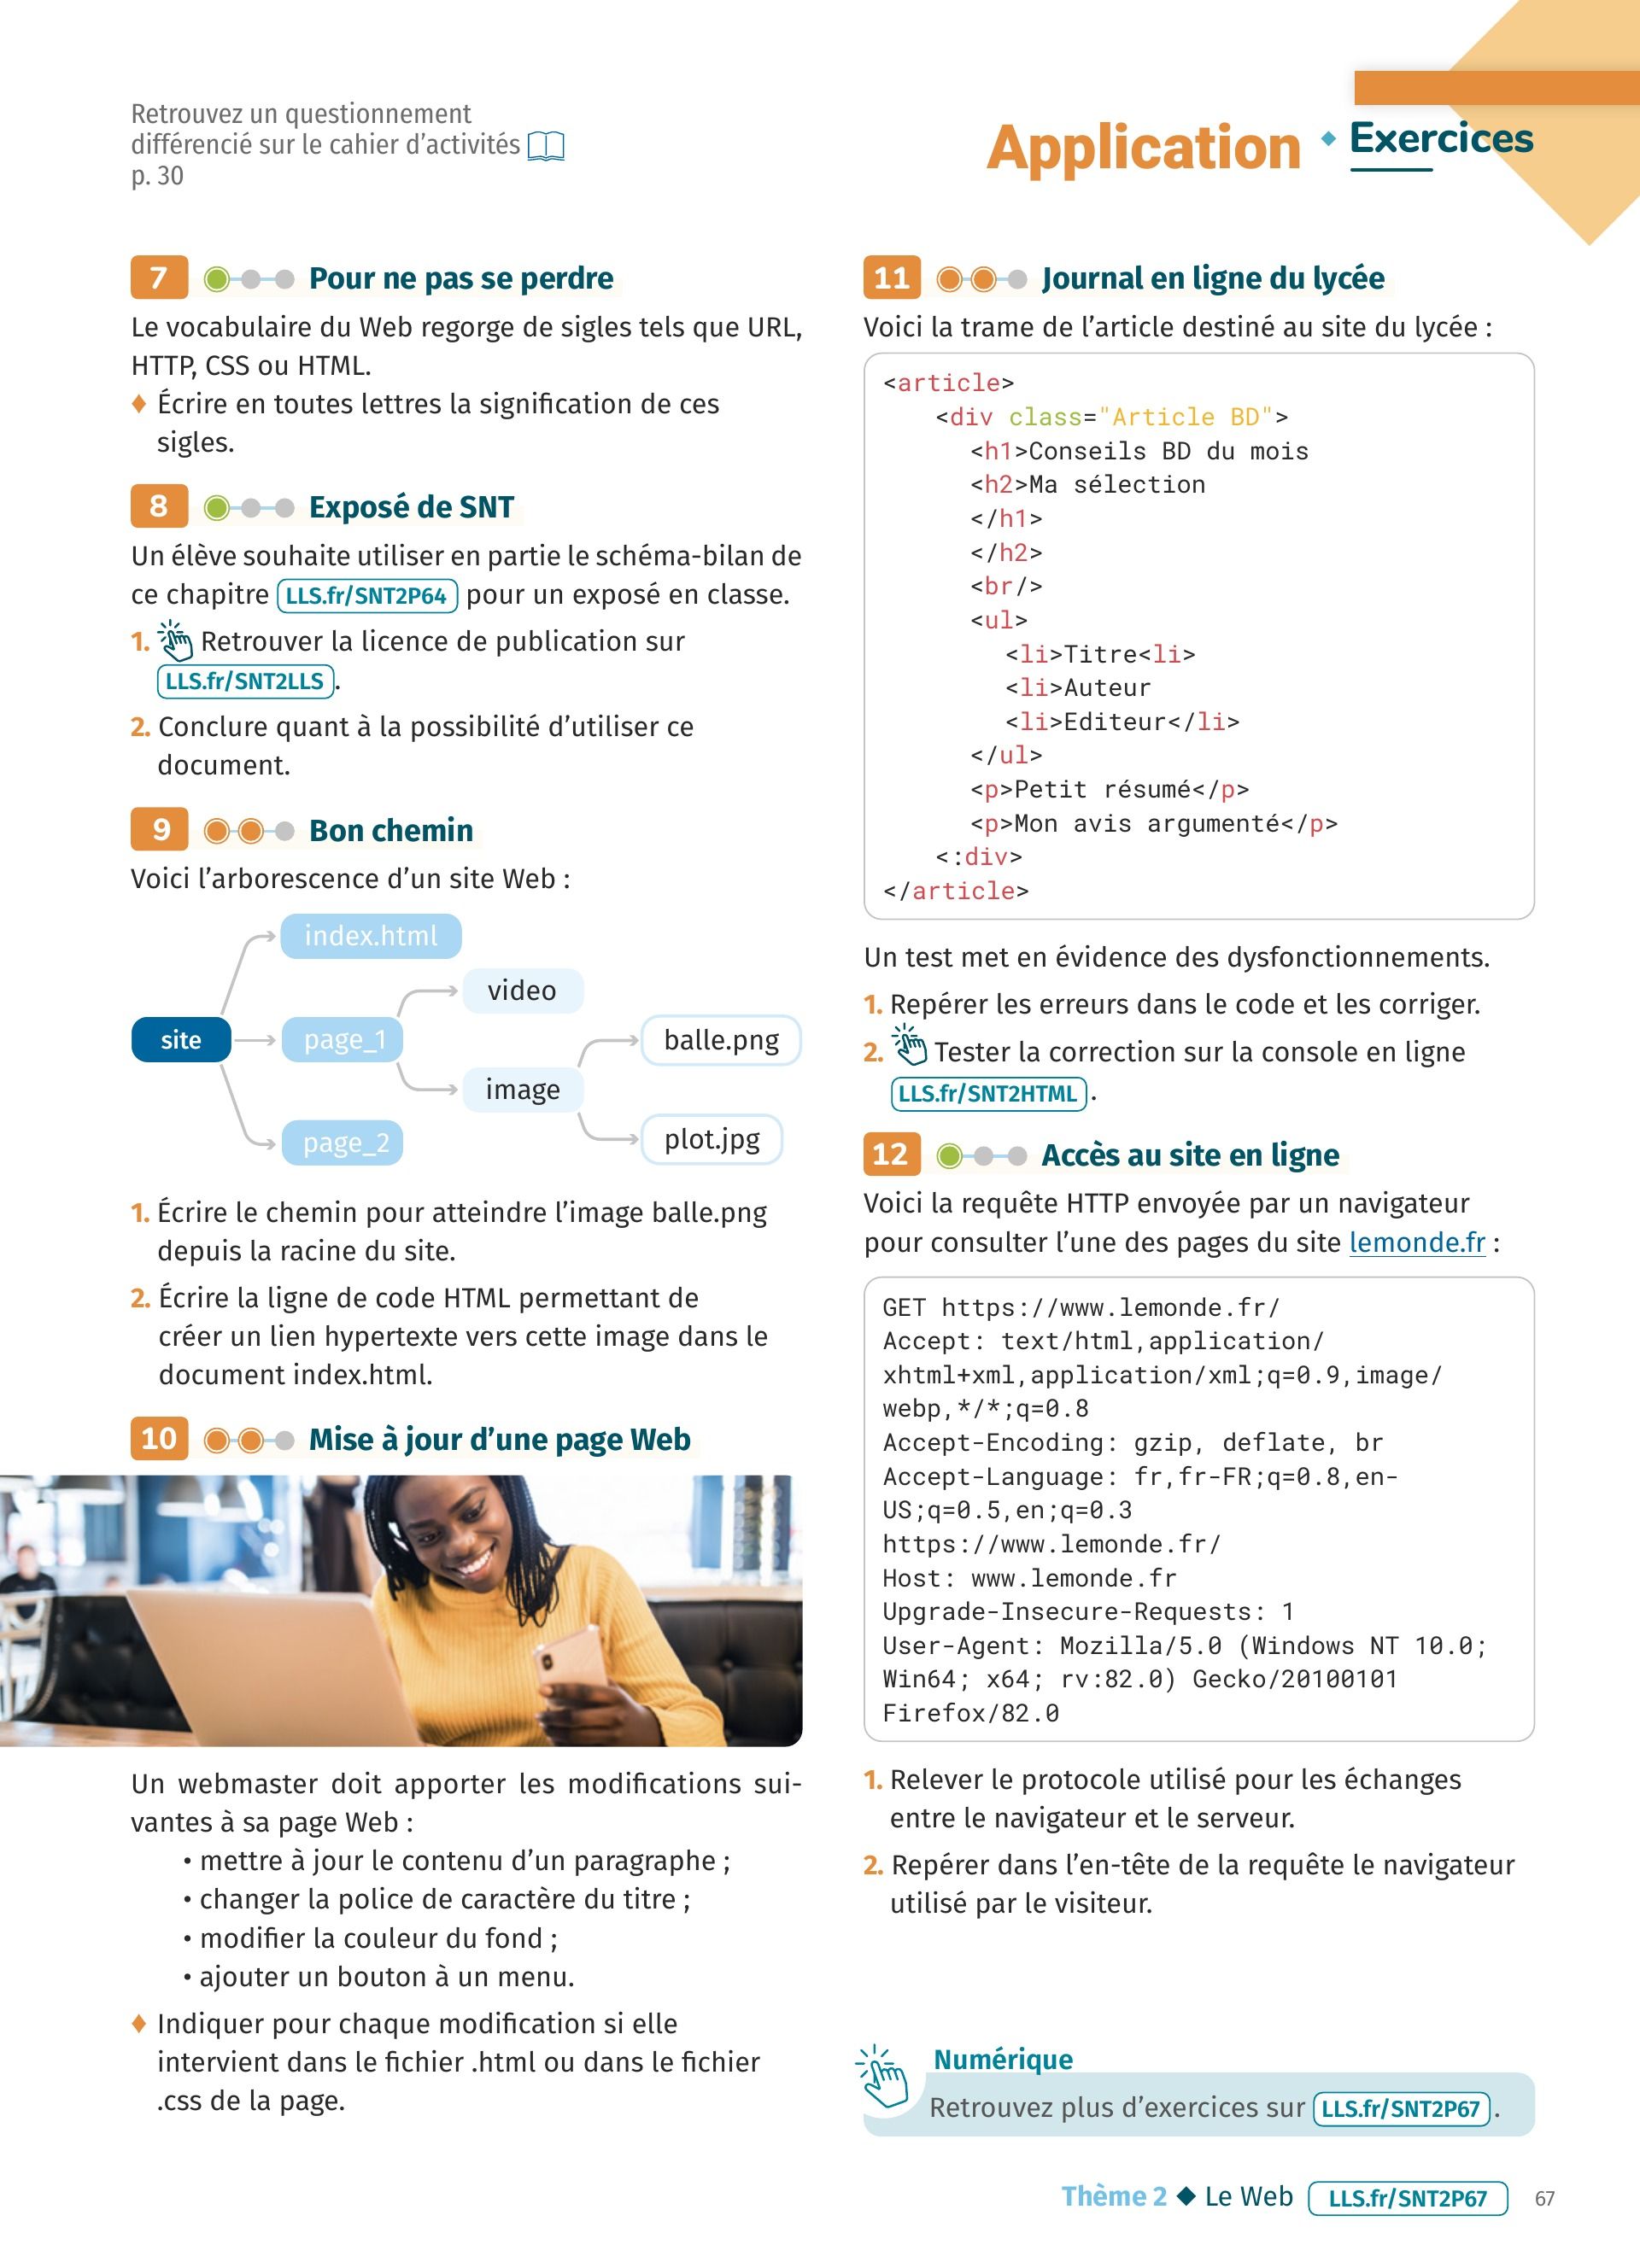 Retrouvez un questionnement
différencié sur le cahier d'activités
p. 30
Application
Exercices
7 Pour ne pas se perdre
Le vocabulaire du Web regorge de sigles tels que URL,
HTTP, CSS ou HTML.
♦ Écrire en toutes lettres la signification de ces
sigles.
8 Exposé de SNT
Un élève souhaite utiliser en partie le schéma-bilan de
ce chapitre LLS.fr/SNT2P64 pour un exposé en classe.
1. Retrouver la licence de publication sur
LLS.fr/SNT2LLS .
2. Conclure quant à la possibilité d'utiliser ce
document.
9 Bon chemin
Voici l'arborescence d'un site Web :
index.html
video
site
page_1
balle.png
image
page_2
plot.jpg
1. Écrire le chemin pour atteindre l'image balle.png
depuis la racine du site.
2. Écrire la ligne de code HTML permettant de
créer un lien hypertexte vers cette image dans le
document index.html.
10 Mise à jour d'une page Web
Un webmaster doit apporter les modifications sui-
vantes à sa page Web :
• mettre à jour le contenu d'un paragraphe ;
• changer la police de caractère du titre ;
• modifier la couleur du fond ;
• ajouter un bouton à un menu.
♦ Indiquer pour chaque modification si elle
intervient dans le fichier .html ou dans le fichier
.css de la page.
11 Journal en ligne du lycée
Voici la trame de l'article destiné au site du lycée :
<article>
<div class="Article BD">
<h1>Conseils BD du mois
<h2>Ma sélection
</h1>
</h2>
<br/>
<ul>
<li>Titre<li>
<li>Auteur
<li>Editeur</li>
</ul>
<p>Petit résumé</p>
<p>Mon avis argumenté</p>
<:div>
</article>
Un test met en évidence des dysfonctionnements.
1. Repérer les erreurs dans le code et les corriger.
2. Tester la correction sur la console en ligne
LLS.fr/SNT2HTML .
12 Accès au site en ligne
Voici la requête HTTP envoyée par un navigateur
pour consulter l'une des pages du site lemonde.fr :
GET https://www.lemonde.fr/
Accept: text/html,application/
xhtml+xml,application/xml;q=0.9,image/
webp,*/*;q=0.8
Accept-Encoding: gzip, deflate, br
Accept-Language: fr,fr-FR;q=0.8,en-
US;q=0.5,en;q=0.3
https://www.lemonde.fr/
Host: www.lemonde.fr
Upgrade-Insecure-Requests: 1
User-Agent: Mozilla/5.0 (Windows NT 10.0;
Win64; x64; rv:82.0) Gecko/20100101
Firefox/82.0
1. Relever le protocole utilisé pour les échanges
entre le navigateur et le serveur.
2. Repérer dans l'en-tête de la requête le navigateur
utilisé par le visiteur.
Numérique
Retrouvez plus d'exercices sur LLS.fr/SNT2P67 .
Thème 2 ◆ Le Web LLS.fr/SNT2P67 67